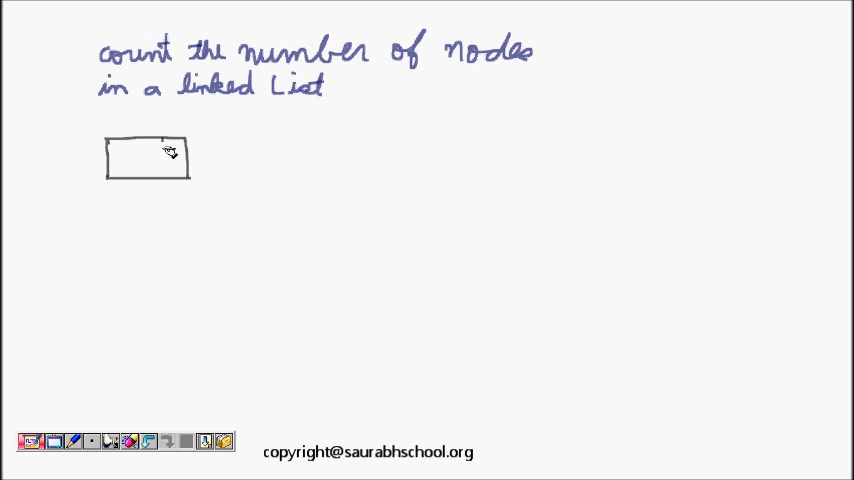 count the number of nodes
in a linked List
copyright@saurabhschool.org